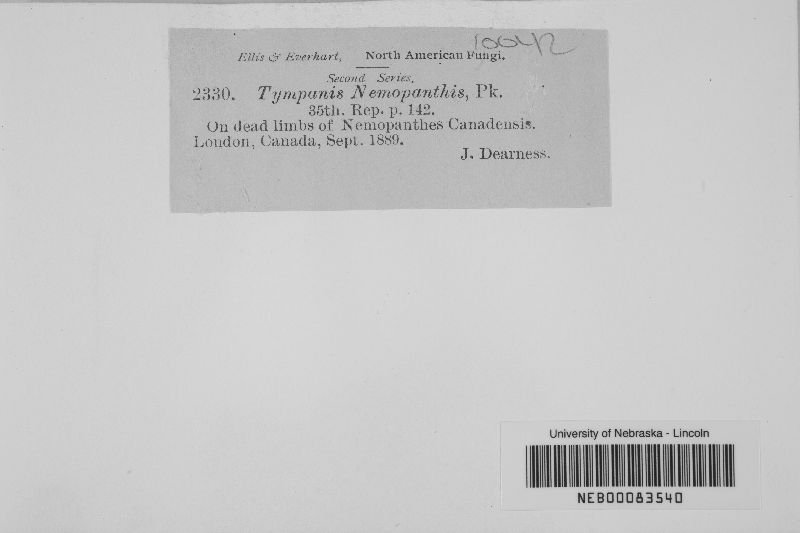 10042
Ellis & Everhart, North American Fungi.
Second Series.
2330. Tympanis Nemopanthis, Pk.
35th. Rep. p. 142.
On dead limbs of Nemopanthes Canadensis.
London, Canada, Sept. 1889.
J. Dearness.
University of Nebraska - Lincoln
NEB00083540